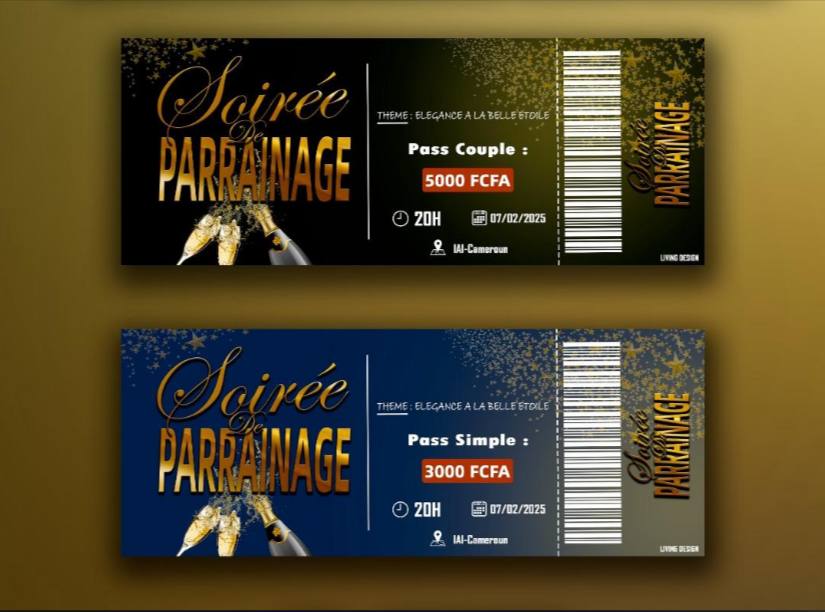 Soirée
De
PARRAINAGE
THEME : ELEGANCE A LA BELLE ETOILE
Pass Couple :
5000 FCFA
20H
07/02/2025
IAI-Cameroun
Soirée
De
PARRAINAGE
LIVING DESIGN
Soirée
De
PARRAINAGE
THEME : ELEGANCE A LA BELLE ETOILE
Pass Simple :
3000 FCFA
20H
07/02/2025
IAI-Cameroun
Soirée
De
PARRAINAGE
LIVING DESIGN